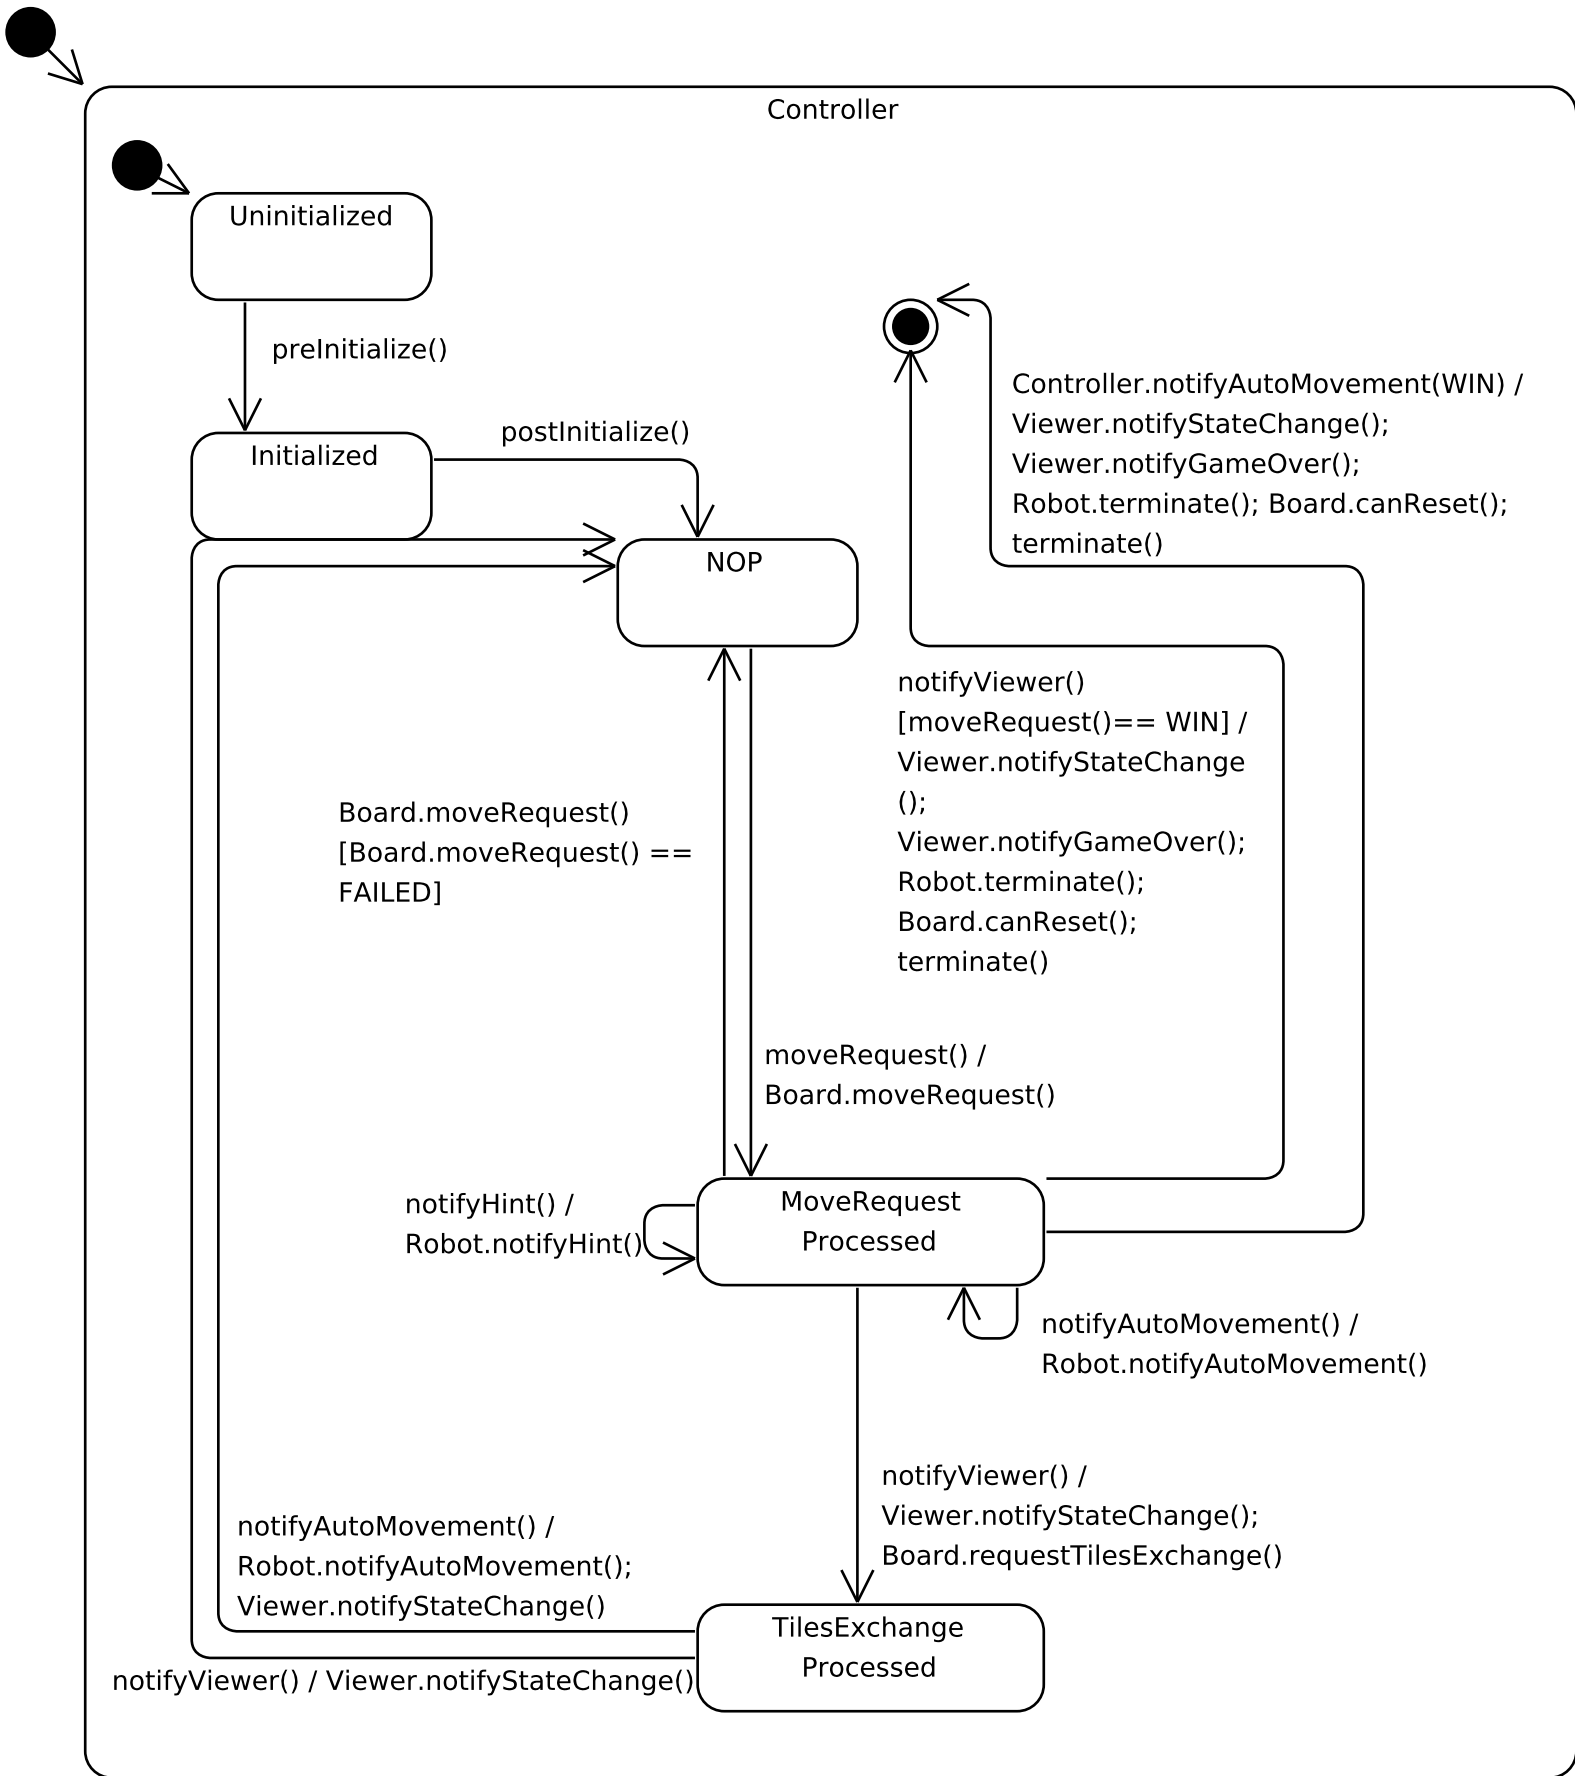 Controller
Uninitialized
preInitialize()
Initialized
postInitialize()
NOP
Controller.notifyAutoMovement(WIN) /
Viewer.notifyStateChange();
Viewer.notifyGameOver();
Robot.terminate(); Board.canReset();
terminate()
notifyViewer()
[moveRequest()== WIN] /
Viewer.notifyStateChange
();
Viewer.notifyGameOver();
Robot.terminate();
Board.canReset();
terminate()
Board.moveRequest()
[Board.moveRequest() ==
FAILED]
moveRequest() /
Board.moveRequest()
notifyHint() /
Robot.notifyHint()
MoveRequest
Processed
notifyAutoMovement() /
Robot.notifyAutoMovement()
notifyViewer() /
Viewer.notifyStateChange();
Board.requestTilesExchange()
notifyAutoMovement() /
Robot.notifyAutoMovement();
Viewer.notifyStateChange()
TilesExchange
Processed
notifyViewer() / Viewer.notifyStateChange()